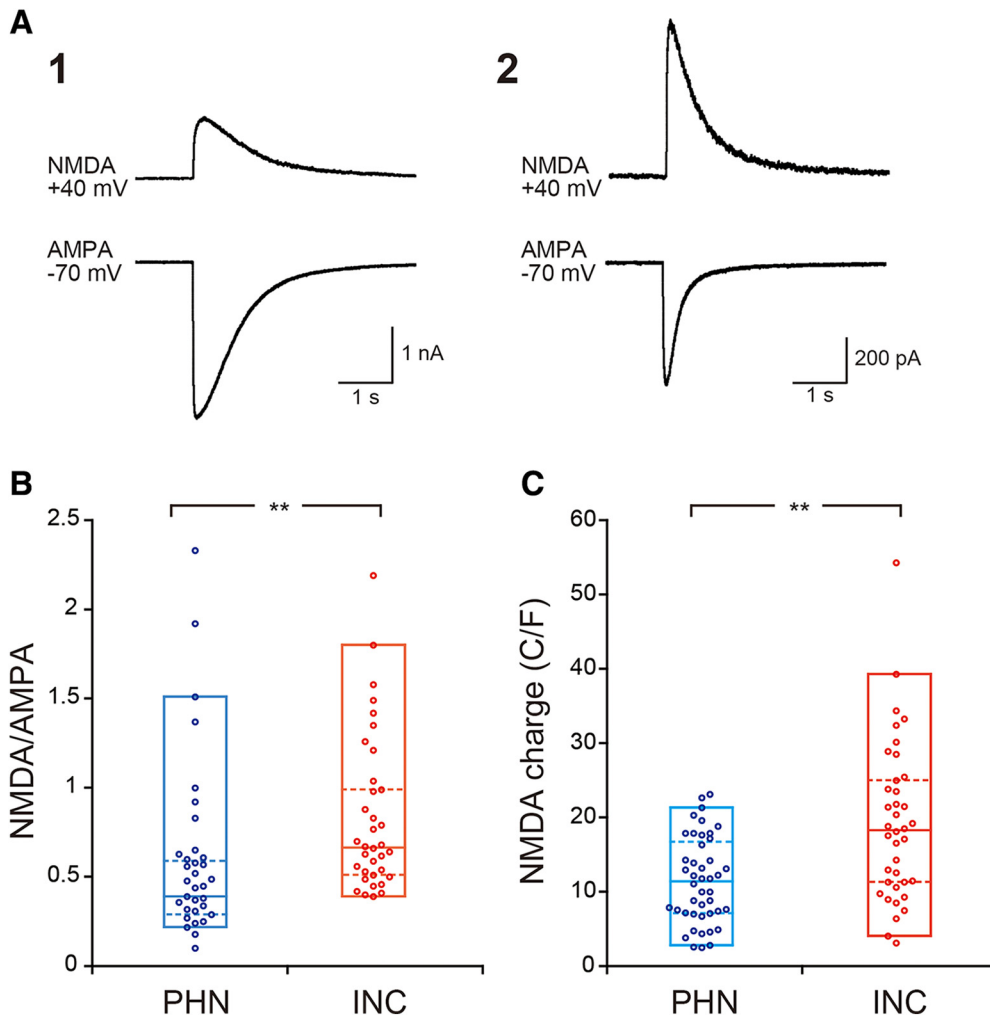 A
1
2
NMDA
+40 mV
NMDA
+40 mV
AMPA
-70 mV
AMPA
-70 mV
1 nA
1 s
200 pA
1 s
B
**
2.5
2
1.5
1
0.5
0
NMDA/AMPA
PHN
INC
C
**
60
50
40
30
20
10
0
NMDA charge (C/F)
PHN
INC